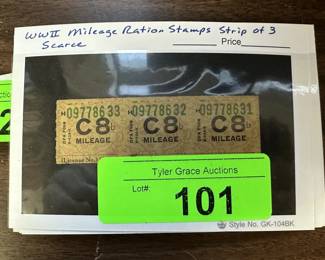 WWII Mileage Ration Stamps Strip of 3
Scarce
Price
09778633 09778632 09778631
C8 C8 C8
MILEAGE MILEAGE MILEAGE
Tyler Grace Auctions
Lot#:
101
Style No. GK-104BK
2